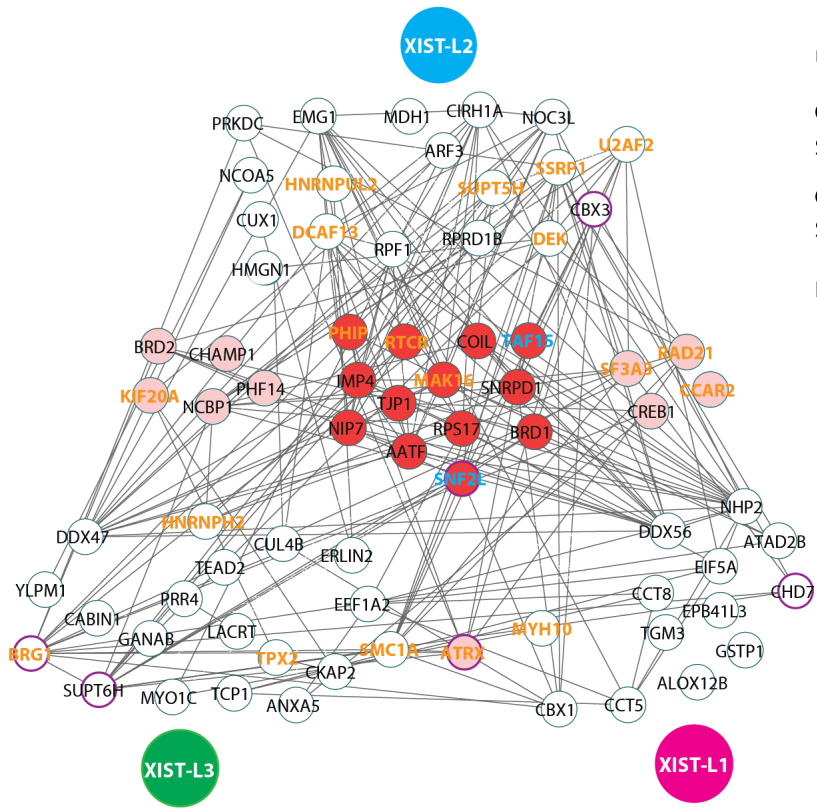 XIST-L2
PRKDC
EMG1
MDH1
CIRH1A
NOC3L
ARF3
U2AF2
NCOA5
HNRNPUL2
SUPT5H
SSRP1
CBX3
CUX1
DCAF13
RPF1
RPRD1B
DEK
HMGN1
BRD2
CHAMP1
PHIP
RTCB
COIL
TAF15
RAD21
SF3A3
KIF20A
PHF14
IMP4
MAK16
SNRPD1
CCAR2
NCBP1
TJP1
CREB1
NIP7
RPS17
BRD1
AATF
SNF2L
NHP2
HNRNPH2
DDX47
DDX56
ATAD2B
CUL4B
ERLIN2
TEAD2
EIF5A
YLPM1
PRR4
EEF1A2
CCT8
CHD7
CABIN1
LACRT
EPB41L3
GANAB
MYH10
TGM3
BRG1
TPX2
SMC1A
ATRX
GSTP1
SUPT6H
MYO1C
TCP1
CKAP2
ALOX12B
ANXA5
CBX1
CCT5
XIST-L3
XIST-L1